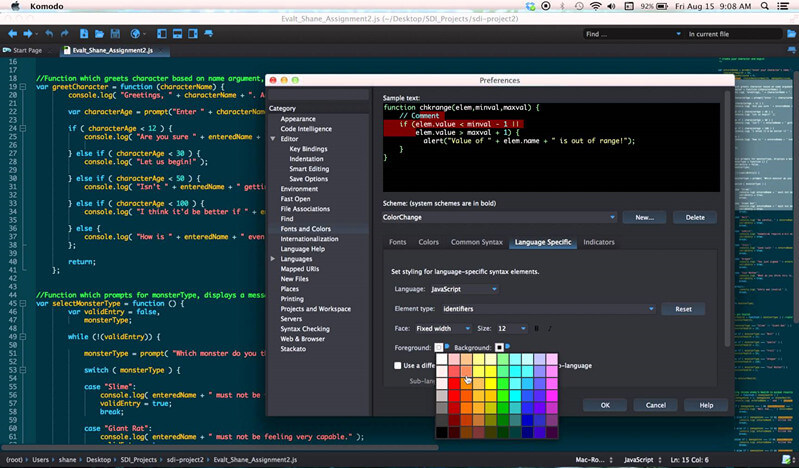 Komodo
92%
Fri Aug 15 9:08 AM
Evalt_Shane_Assignment2.js (~/Desktop/SDI_Projects/sdi-project2)
Find ...
In current file
Start Page
Evalt_Shane_Assignment2.js
16
17
18 //Function which greets character based on name argument,
19 var greetCharacter = function (characterName) {
20 console.log( "Greetings, " + characterName + ". A
21
22 var characterAge = prompt("Enter " + characterNam
23
24 if ( characterAge < 12 ) {
25 console.log( "Are you sure " + enteredName +
26
27 } else if ( characterAge < 30 ) {
28 console.log( "Let us begin!" );
29
30 } else if ( characterAge < 50 ) {
31 console.log( "Isn't " + enteredName + " gettin
32
33 } else if ( characterAge < 100 ) {
34 console.log( "I think it'd be better if " + en
35
36 } else {
37 console.log( "How is " + enteredName + " even
38 };
39
40 return;
41 };
42
43
44 //Function which prompts for monsterType, displays a messa
45 var selectMonsterType = function () {
46 var validEntry = false,
47 monsterType;
48
49 while (!(validEntry)) {
50
51 monsterType = prompt( "Which monster do you th
52
53 switch ( monsterType ) {
54
55 case "Slime":
56 console.log( enteredName + " must not be
57 validEntry = true;
58 break;
59
60 case "Giant Rat":
61 console.log( enteredName + " must not be feeling very capable." );
Preferences
Category
Appearance
Code Intelligence
Editor
Key Bindings
Indentation
Smart Editing
Save Options
Environment
Fast Open
File Associations
Find
Fonts and Colors
Internationalization
Language Help
Languages
Mapped URIs
New Files
Places
Printing
Projects and Workspace
Servers
Syntax Checking
Web & Browser
Stackato
Sample text:
function chkrange(elem,minval,maxval) {
// Comment
if (elem.value < minval - 1 ||
elem.value > maxval + 1) {
alert("Value of " + elem.name + " is out of range!");
}
}
Scheme: (system schemes are in bold)
ColorChange
New...
Delete
Fonts
Colors
Common Syntax
Language Specific
Indicators
Set styling for language-specific syntax elements.
Language: JavaScript
Element type: identifiers
Reset
Face: Fixed width
Size: 12
B
I
Foreground:
Background:
Use a diffe
b-language
Sub-lan
OK
Cancel
Help
(root) > Users > shane > Desktop > SDI_Projects > sdi-project2 > Evalt_Shane_Assignment2.js
Mac-Ro...
JavaScript
Ln: 15 Col: 6